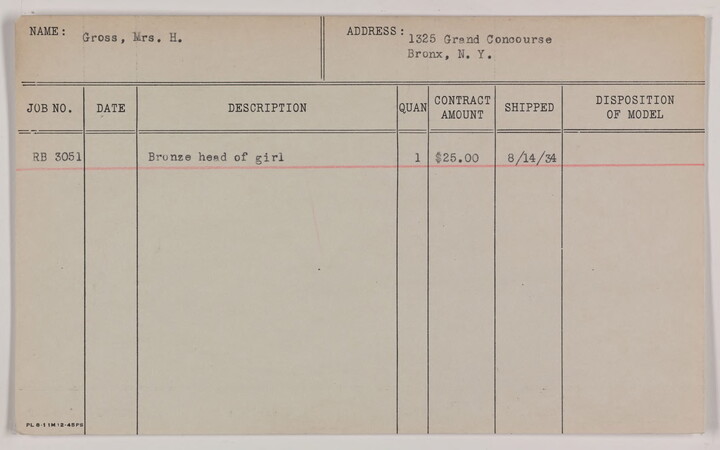 NAME: Gross, Mrs. H.
ADDRESS: 1325 Grand Concourse
Bronx, N. Y.
JOB NO. DATE DESCRIPTION QUAN CONTRACT AMOUNT SHIPPED DISPOSITION OF MODEL
RB 3051 Bronze head of girl 1 $25.00 8/14/34